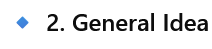 🔹 2. General Idea